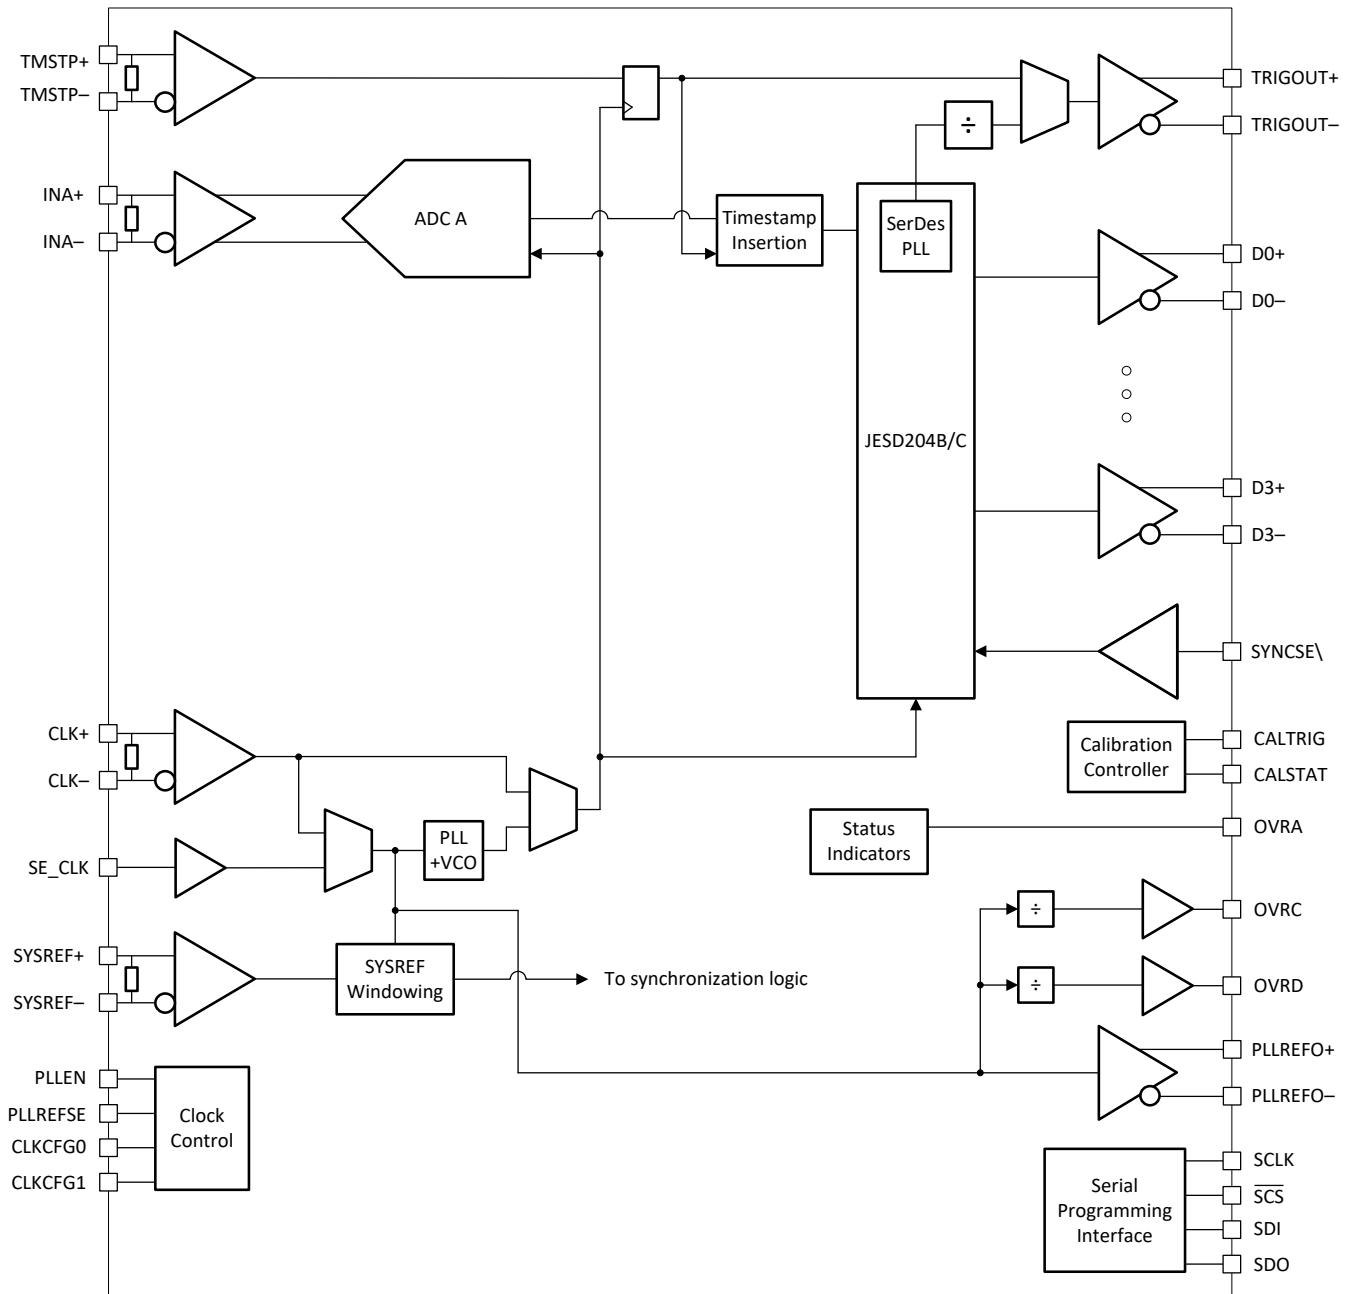 TMSTP+
TMSTP–
INA+
INA–
ADC A
÷
Timestamp
Insertion
SerDes
PLL
TRIGOUT+
TRIGOUT–
D0+
D0–
JESD204B/C
D3+
D3–
SYNCSE\
CLK+
CLK–
SE_CLK
PLL
+VCO
Calibration
Controller
CALTRIG
CALSTAT
Status
Indicators
OVRA
÷
OVRC
SYSREF+
SYSREF–
SYSREF
Windowing
To synchronization logic
÷
OVRD
PLLREFO+
PLLREFO–
PLLEN
PLLREFSE
CLKCFG0
CLKCFG1
Clock
Control
Serial
Programming
Interface
SCLK
S̅C̅S̅
SDI
SDO